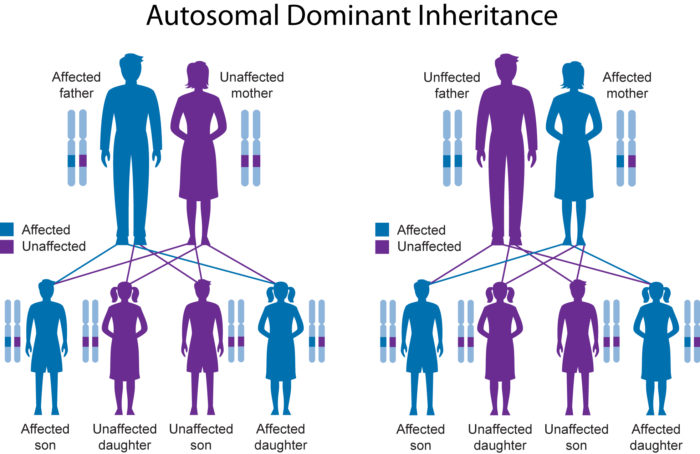 Autosomal Dominant Inheritance
Affected
father
Unaffected
mother
Affected
Unaffected
Affected
son
Unaffected
daughter
Unaffected
son
Affected
daughter
Unffected
father
Affected
mother
Affected
Unaffected
Affected
son
Unaffected
daughter
Unaffected
son
Affected
daughter